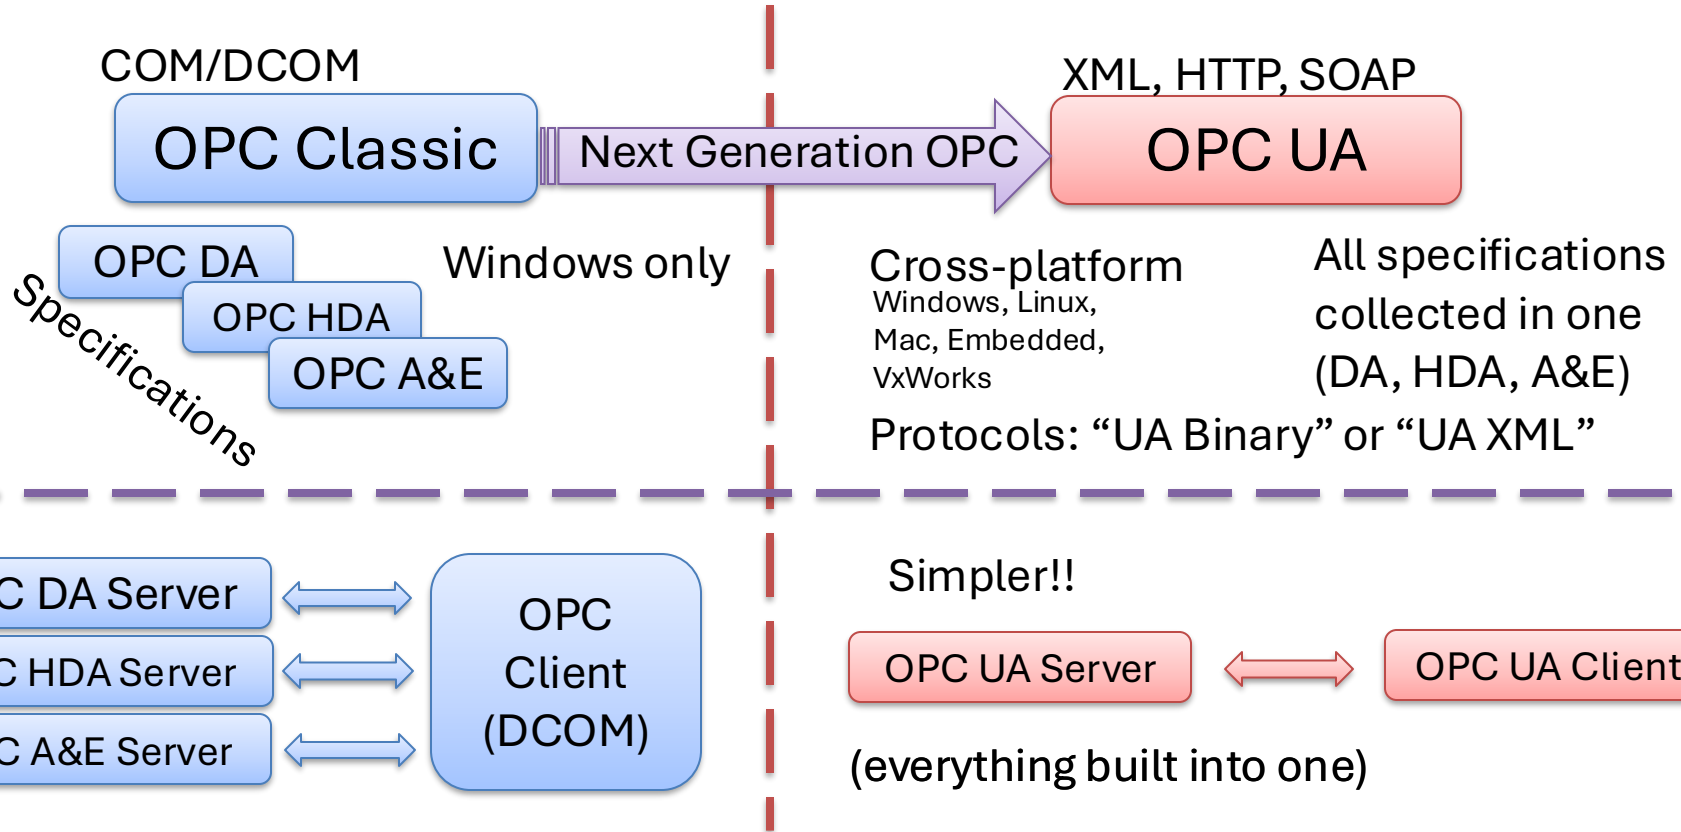 COM/DCOM
OPC Classic
Next Generation OPC
XML, HTTP, SOAP
OPC UA
OPC DA
OPC HDA
OPC A&E
Specifications
Windows only
Cross-platform
Windows, Linux,
Mac, Embedded,
VxWorks
All specifications
collected in one
(DA, HDA, A&E)
Protocols: “UA Binary” or “UA XML”
C DA Server
C HDA Server
C A&E Server
OPC
Client
(DCOM)
Simpler!!
OPC UA Server
OPC UA Client
(everything built into one)